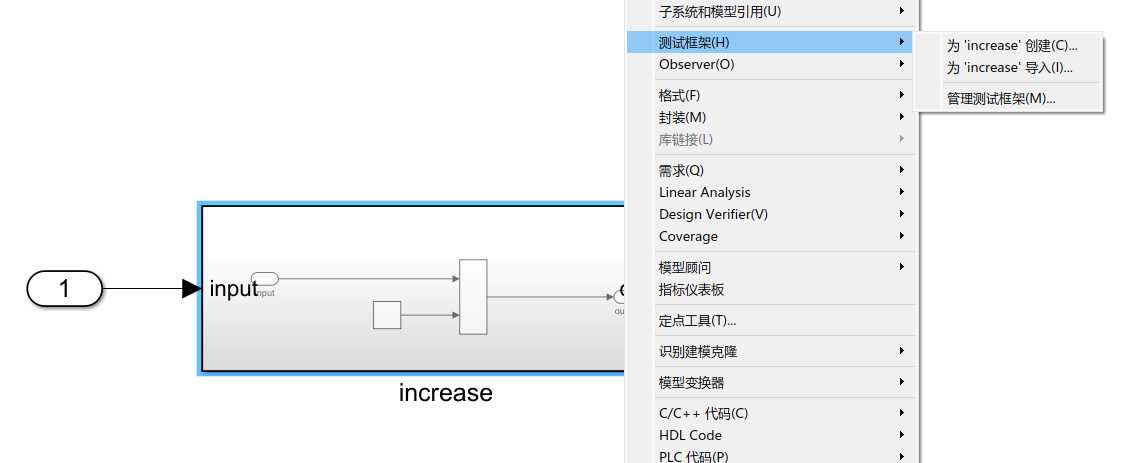 子系统和模型引用(U)
测试框架(H)
Observer(O)
格式(F)
封装(M)
库链接(L)
需求(Q)
Linear Analysis
Design Verifier(V)
Coverage
模型顾问
指标仪表板
定点工具(T)...
识别建模克隆
模型变换器
C/C++ 代码(C)
HDL Code
PLC 代码(P)
为 'increase' 创建(C)...
为 'increase' 导入(I)...
管理测试框架(M)...
1
input
input
increase